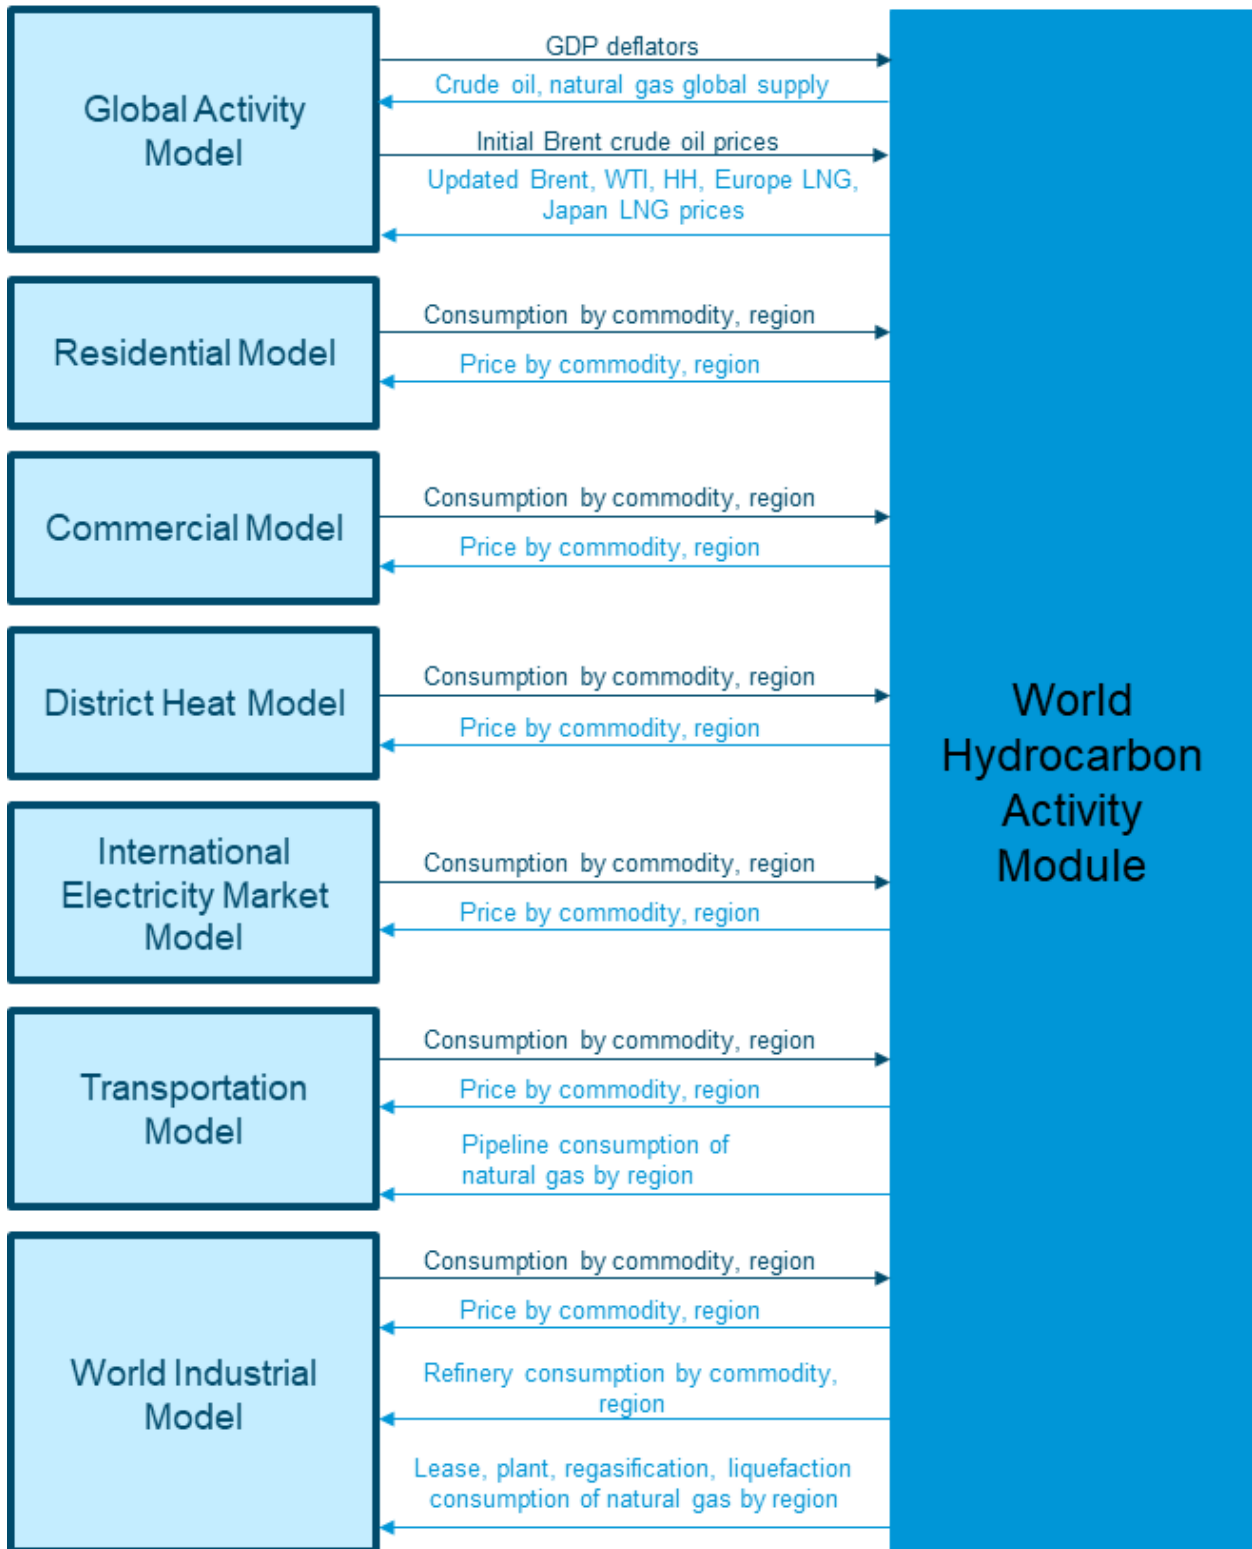 Global Activity
Model
GDP deflators
Crude oil, natural gas global supply
Initial Brent crude oil prices
Updated Brent, WTI, HH, Europe LNG,
Japan LNG prices
Residential Model
Consumption by commodity, region
Price by commodity, region
Commercial Model
Consumption by commodity, region
Price by commodity, region
District Heat Model
Consumption by commodity, region
Price by commodity, region
International
Electricity Market
Model
Consumption by commodity, region
Price by commodity, region
Transportation
Model
Consumption by commodity, region
Price by commodity, region
Pipeline consumption of
natural gas by region
World Industrial
Model
Consumption by commodity, region
Price by commodity, region
Refinery consumption by commodity,
region
Lease, plant, regasification, liquefaction
consumption of natural gas by region
World
Hydrocarbon
Activity
Module